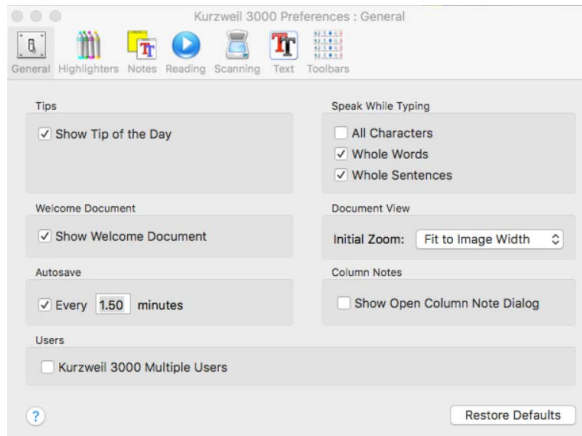 Kurzweil 3000 Preferences : General
General Highlighters Notes Reading Scanning Text Toolbars
Tips
Show Tip of the Day
Speak While Typing
All Characters
Whole Words
Whole Sentences
Welcome Document
Show Welcome Document
Document View
Initial Zoom: Fit to Image Width
Autosave
Every 1.50 minutes
Column Notes
Show Open Column Note Dialog
Users
Kurzweil 3000 Multiple Users
?
Restore Defaults